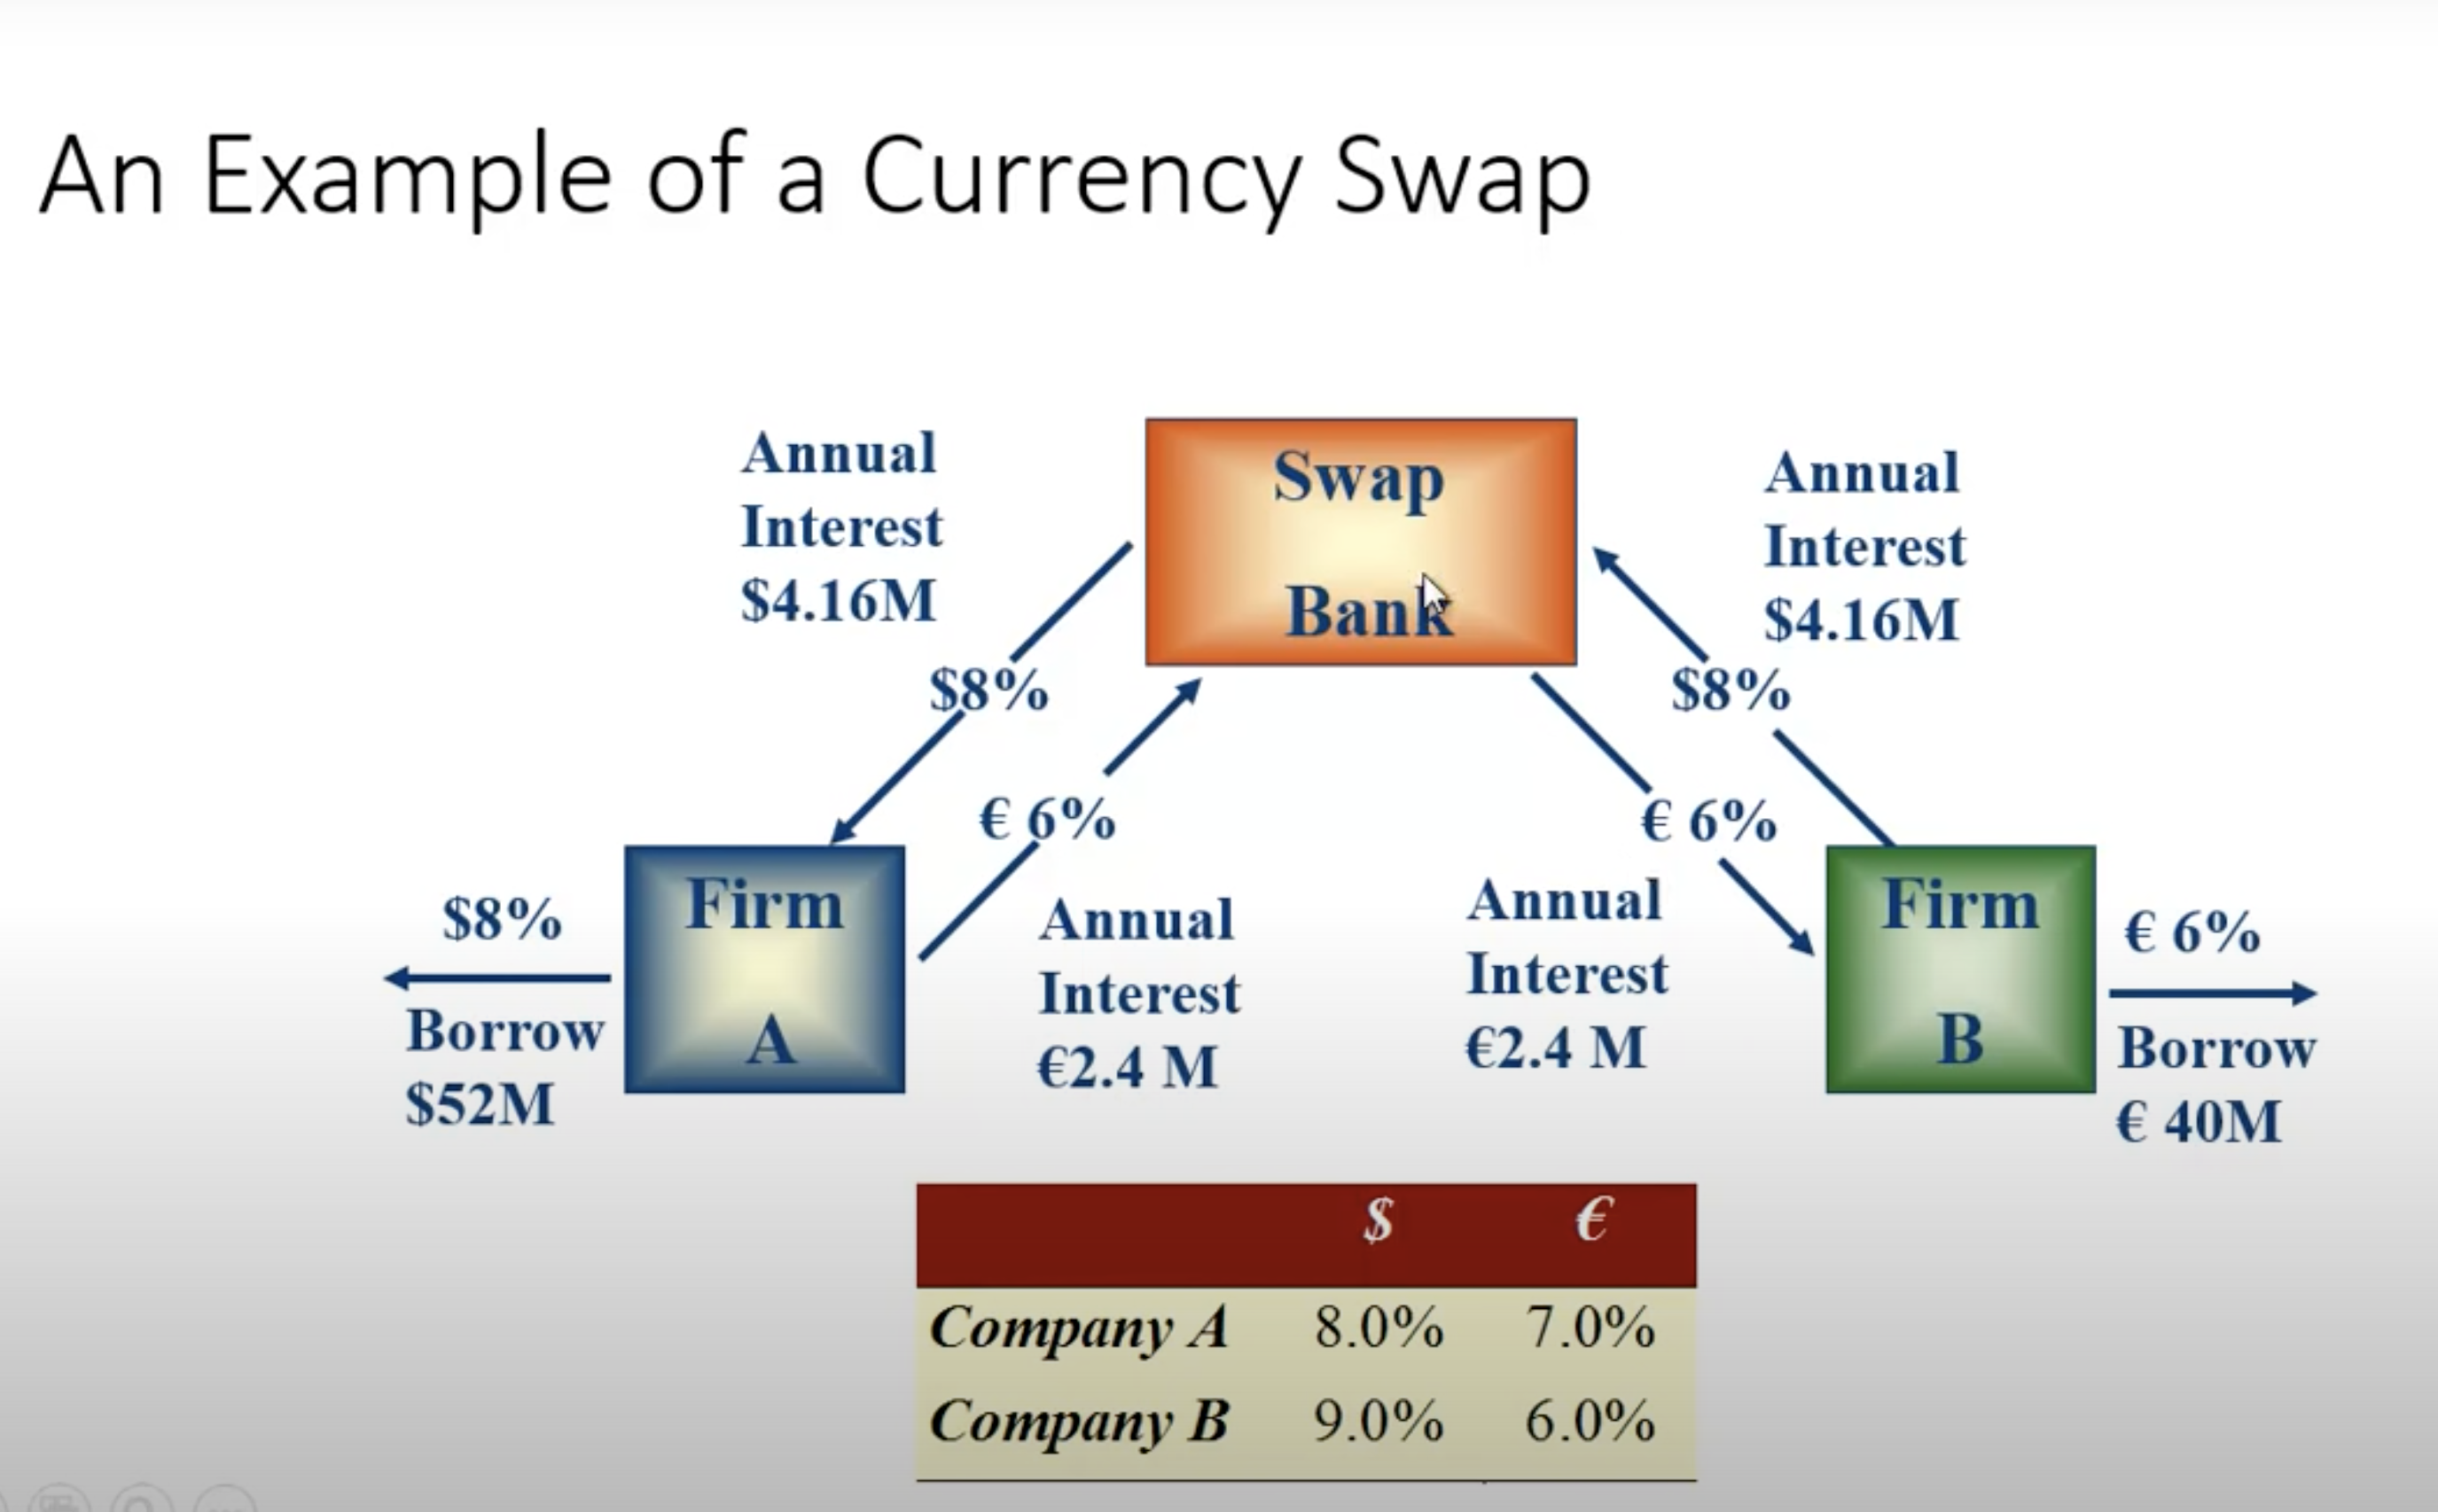 An Example of a Currency Swap
Annual
Interest
$4.16M
Swap
Bank
Annual
Interest
$4.16M
$8%
$8%
€ 6%
€ 6%
$8%
Borrow
$52M
Firm
A
Annual
Interest
€2.4 M
Annual
Interest
€2.4 M
Firm
B
€ 6%
Borrow
€ 40M
$ €
Company A 8.0% 7.0%
Company B 9.0% 6.0%